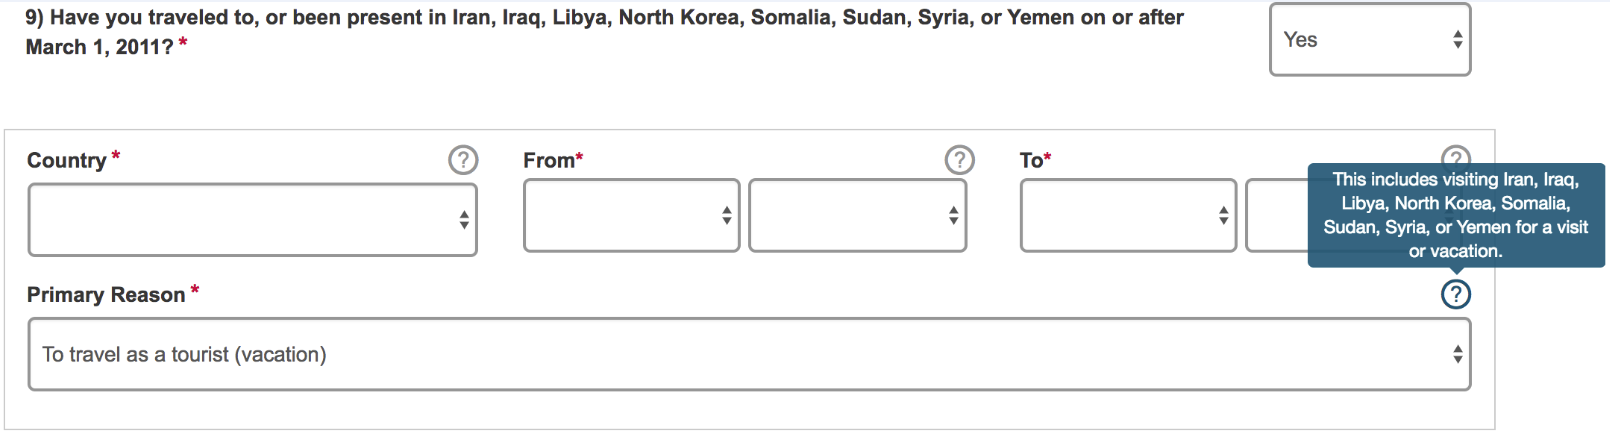 9) Have you traveled to, or been present in Iran, Iraq, Libya, North Korea, Somalia, Sudan, Syria, or Yemen on or after
March 1, 2011? *
Yes
Country *
?
From*
?
To*
?
This includes visiting Iran, Iraq,
Libya, North Korea, Somalia,
Sudan, Syria, or Yemen for a visit
or vacation.
Primary Reason *
?
To travel as a tourist (vacation)